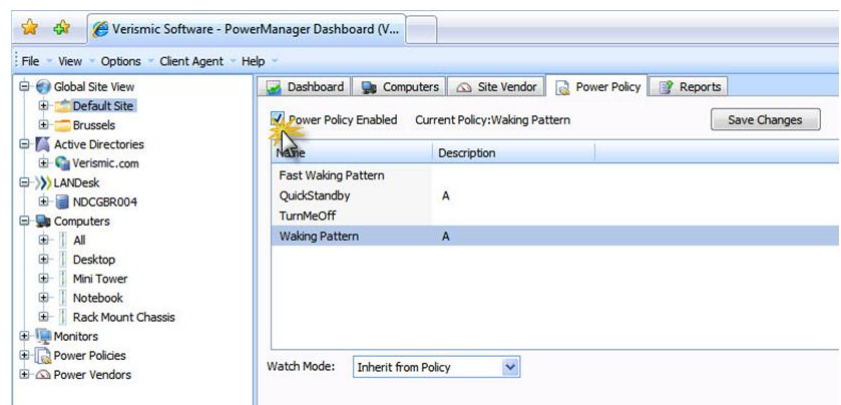 Verismic Software - PowerManager Dashboard (V...
File View Options Client Agent Help
Global Site View
Default Site
Brussels
Active Directories
Verismic.com
LANDesk
NDCGBR004
Computers
All
Desktop
Mini Tower
Notebook
Rack Mount Chassis
Monitors
Power Policies
Power Vendors
Dashboard Computers Site Vendor Power Policy Reports
Power Policy Enabled Current Policy:Waking Pattern Save Changes
Name Description
Fast Waking Pattern
QuickStandby A
TurnMeOff
Waking Pattern A
Watch Mode: Inherit from Policy